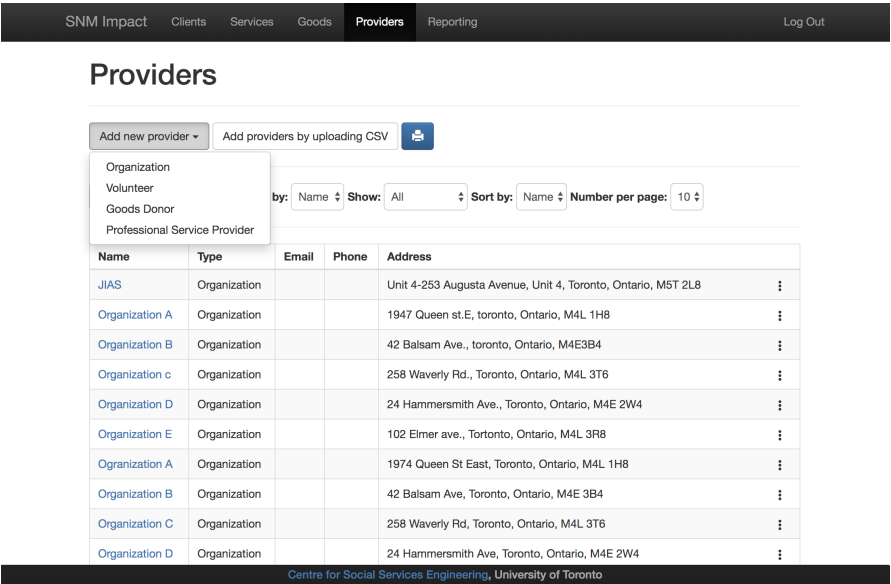 SNM Impact Clients Services Goods Providers Reporting Log Out
Providers
Add new provider Add providers by uploading CSV
Organization
Volunteer
Goods Donor
Professional Service Provider
by: Name Show: All Sort by: Name Number per page: 10
Name Type Email Phone Address
JIAS Organization Unit 4-253 Augusta Avenue, Unit 4, Toronto, Ontario, M5T 2L8
Organization A Organization 1947 Queen st.E, toronto, Ontario, M4L 1H8
Organization B Organization 42 Balsam Ave., toronto, Ontario, M4E3B4
Organization c Organization 258 Waverly Rd., Toronto, Ontario, M4L 3T6
Organization D Organization 24 Hammersmith Ave., Toronto, Ontario, M4E 2W4
Organization E Organization 102 Elmer ave., Tortonto, Ontario, M4L 3R8
Ogranization A Organization 1974 Queen St East, Toronto, Ontario, M4L 1H8
Organization B Organization 42 Balsam Ave, Toronto, Ontario, M4E 3B4
Organization C Organization 258 Waverly Rd, Toronto, Ontario, M4L 3T6
Organization D Organization 24 Hammersmith Ave, Toronto, Ontario, M4E 2W4
Centre for Social Services Engineering, University of Toronto